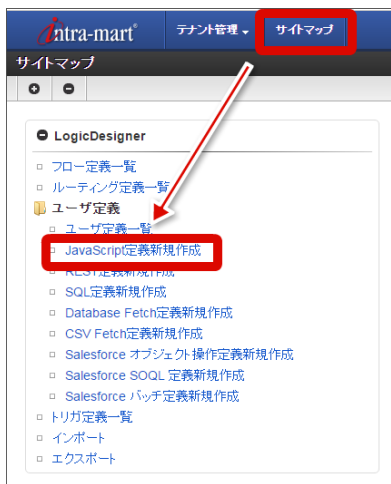 intra-mart® テナント管理 サイトマップ
サイトマップ
LogicDesigner
フロー定義一覧
ルーティング定義一覧
ユーザ定義
ユーザ定義一覧
JavaScript定義新規作成
REST定義新規作成
SQL定義新規作成
Database Fetch定義新規作成
CSV Fetch定義新規作成
Salesforce オブジェクト操作定義新規作成
Salesforce SOQL 定義新規作成
Salesforce バッチ定義新規作成
トリガ定義一覧
インポート
エクスポート